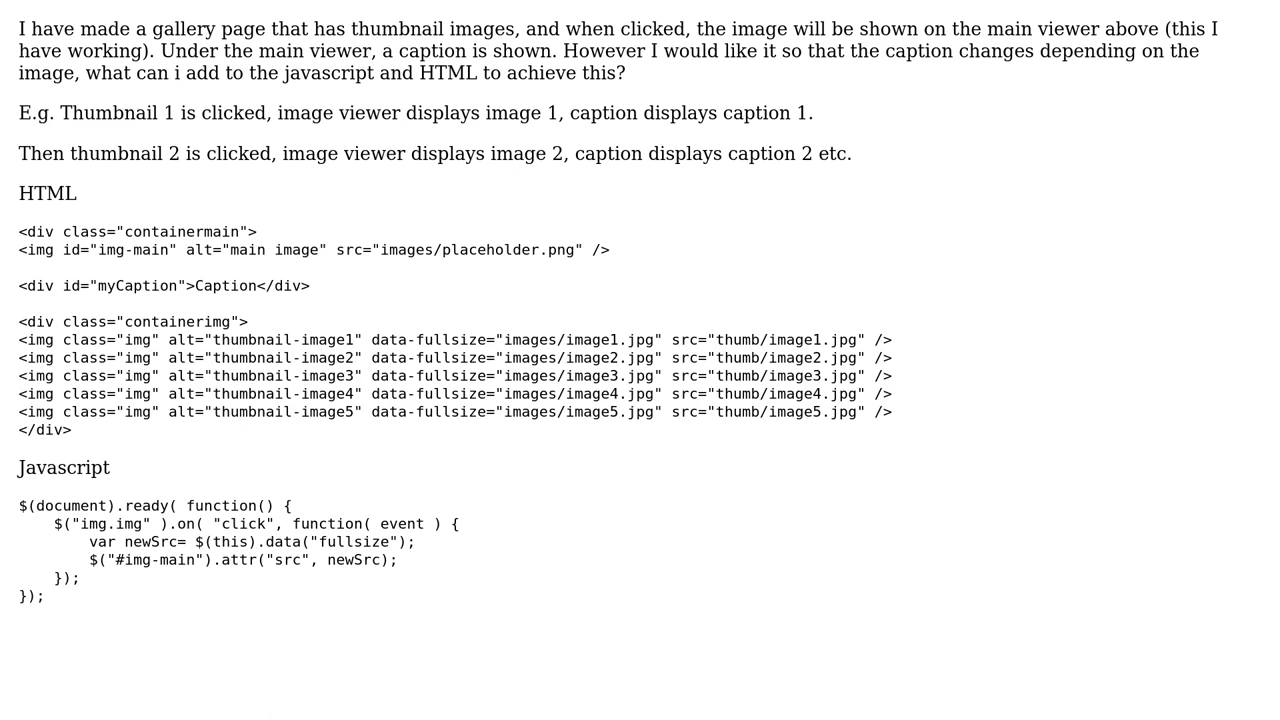 I have made a gallery page that has thumbnail images, and when clicked, the image will be shown on the main viewer above (this I
have working). Under the main viewer, a caption is shown. However I would like it so that the caption changes depending on the
image, what can i add to the javascript and HTML to achieve this?
E.g. Thumbnail 1 is clicked, image viewer displays image 1, caption displays caption 1.
Then thumbnail 2 is clicked, image viewer displays image 2, caption displays caption 2 etc.
HTML
<div class="containermain">
<img id="img-main" alt="main image" src="images/placeholder.png" />
<div id="myCaption">Caption</div>
<div class="containerimg">
<img class="img" alt="thumbnail-image1" data-fullsize="images/image1.jpg" src="thumb/image1.jpg" />
<img class="img" alt="thumbnail-image2" data-fullsize="images/image2.jpg" src="thumb/image2.jpg" />
<img class="img" alt="thumbnail-image3" data-fullsize="images/image3.jpg" src="thumb/image3.jpg" />
<img class="img" alt="thumbnail-image4" data-fullsize="images/image4.jpg" src="thumb/image4.jpg" />
<img class="img" alt="thumbnail-image5" data-fullsize="images/image5.jpg" src="thumb/image5.jpg" />
</div>
Javascript
$(document).ready( function() {
    $("img.img" ).on( "click", function( event ) {
        var newSrc= $(this).data("fullsize");
        $("#img-main").attr("src", newSrc);
    });
});